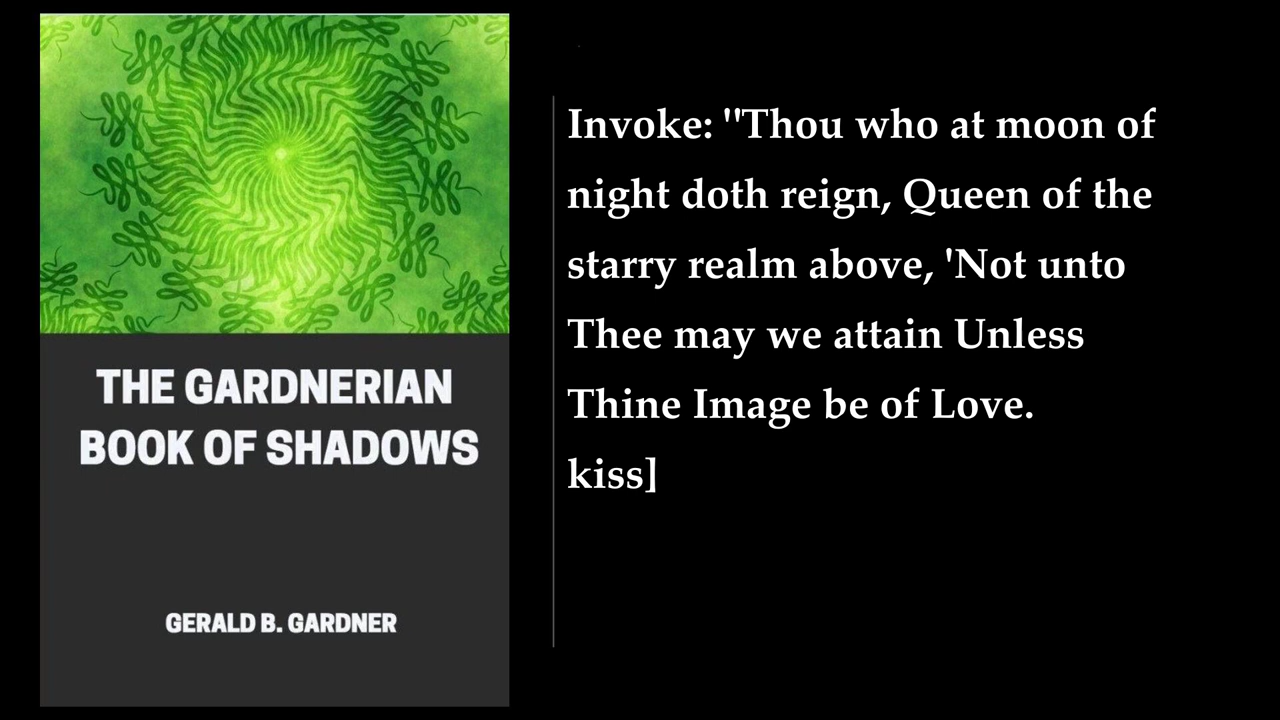 THE GARDNERIAN
BOOK OF SHADOWS
GERALD B. GARDNER
Invoke: "Thou who at moon of
night doth reign, Queen of the
starry realm above, 'Not unto
Thee may we attain Unless
Thine Image be of Love.
kiss]